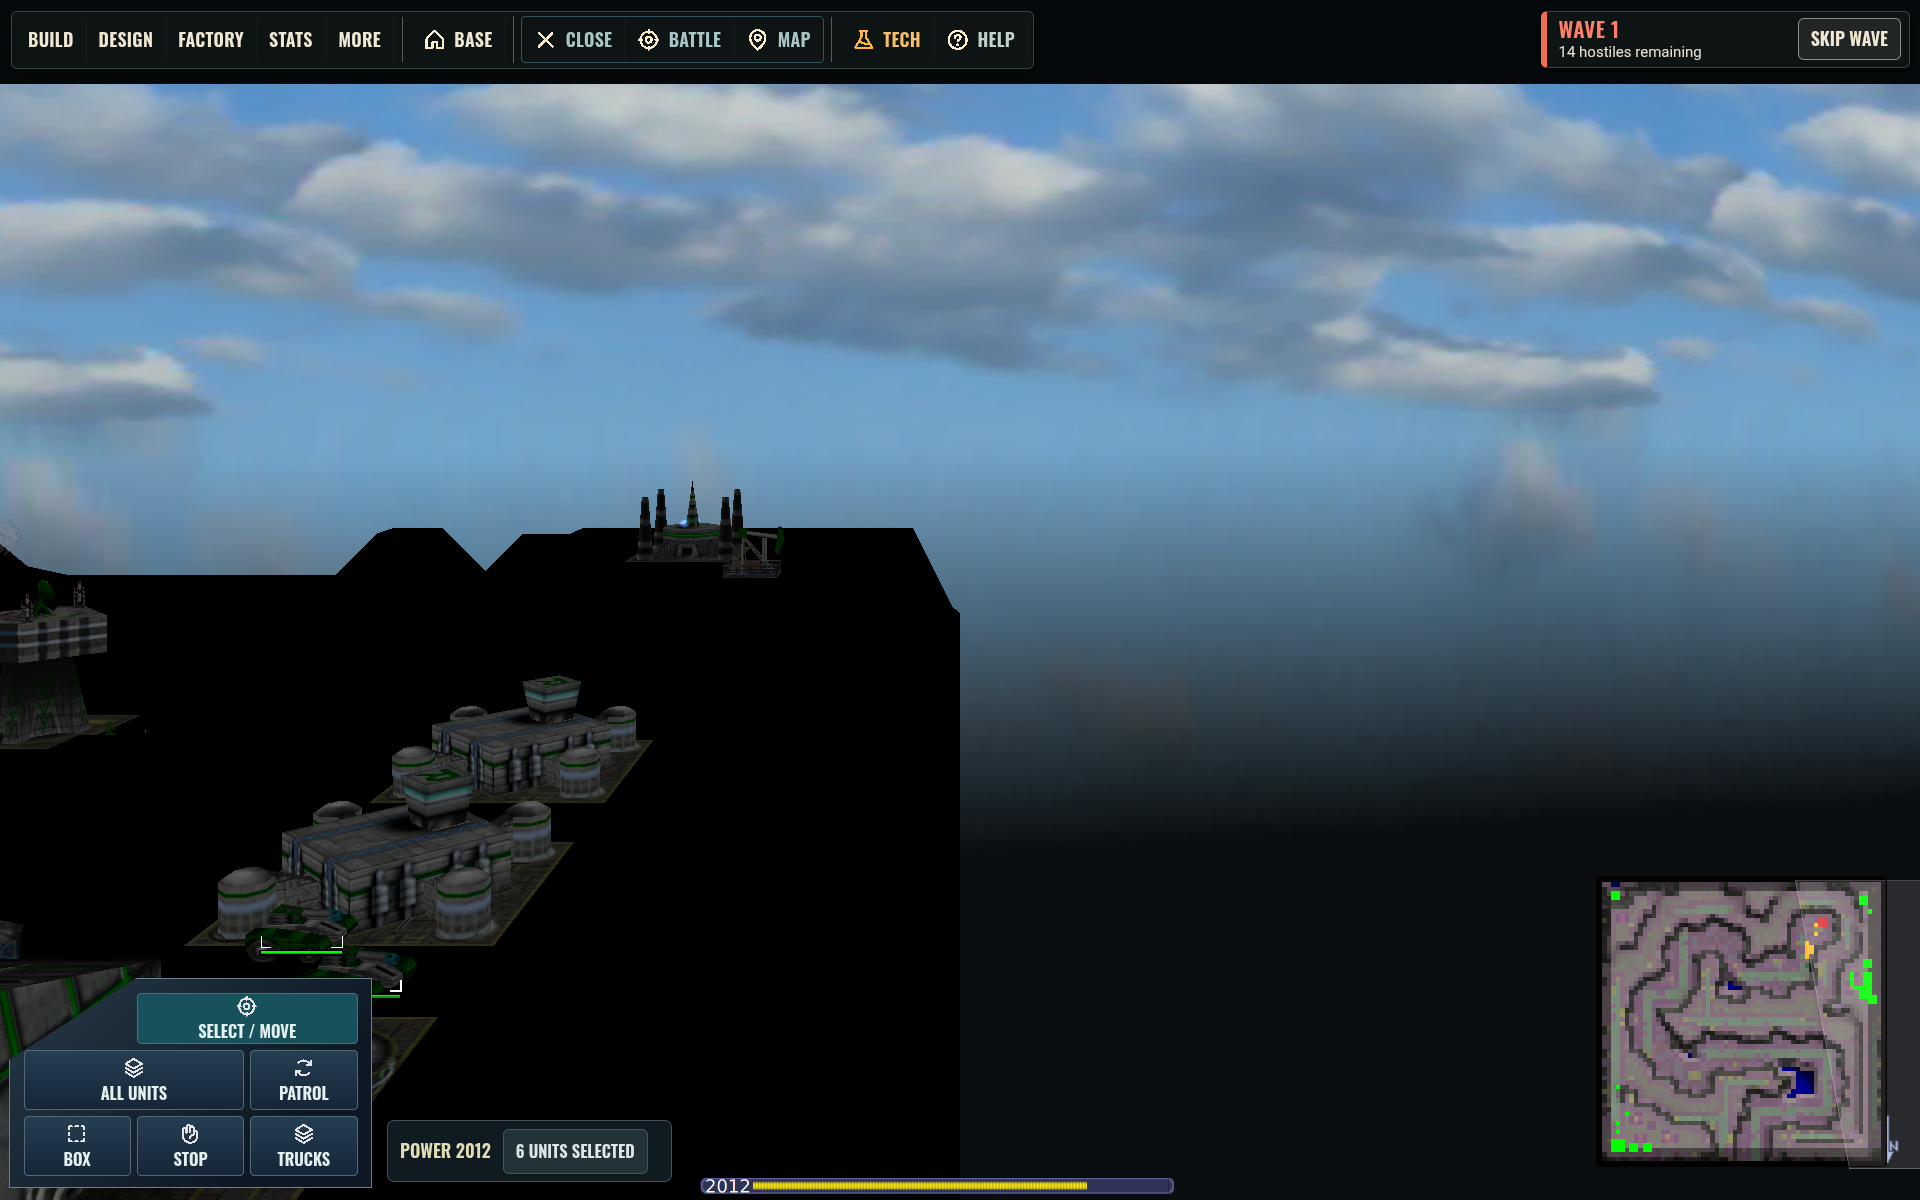 BUILD
DESIGN
FACTORY
STATS
MORE
BASE
CLOSE
BATTLE
MAP
TECH
HELP
WAVE 1
14 hostiles remaining
SKIP WAVE
SELECT / MOVE
ALL UNITS
PATROL
BOX
STOP
TRUCKS
POWER 2012
6 UNITS SELECTED
2012
N